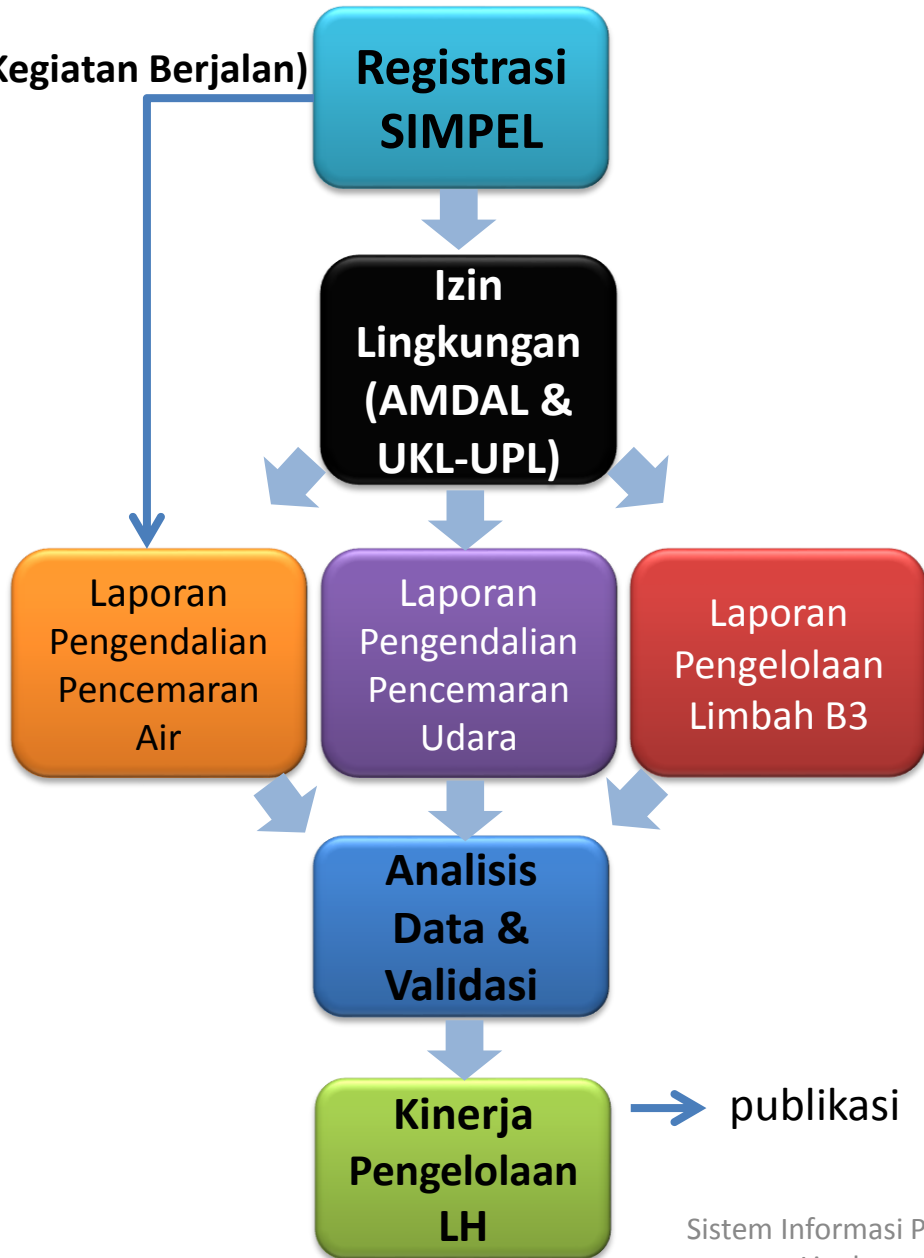 Kegiatan Berjalan)
Registrasi
SIMPEL
Izin
Lingkungan
(AMDAL &
UKL-UPL)
Laporan
Pengendalian
Pencemaran
Air
Laporan
Pengendalian
Pencemaran
Udara
Laporan
Pengelolaan
Limbah B3
Analisis
Data &
Validasi
Kinerja
Pengelolaan
LH
publikasi
Sistem Informasi P